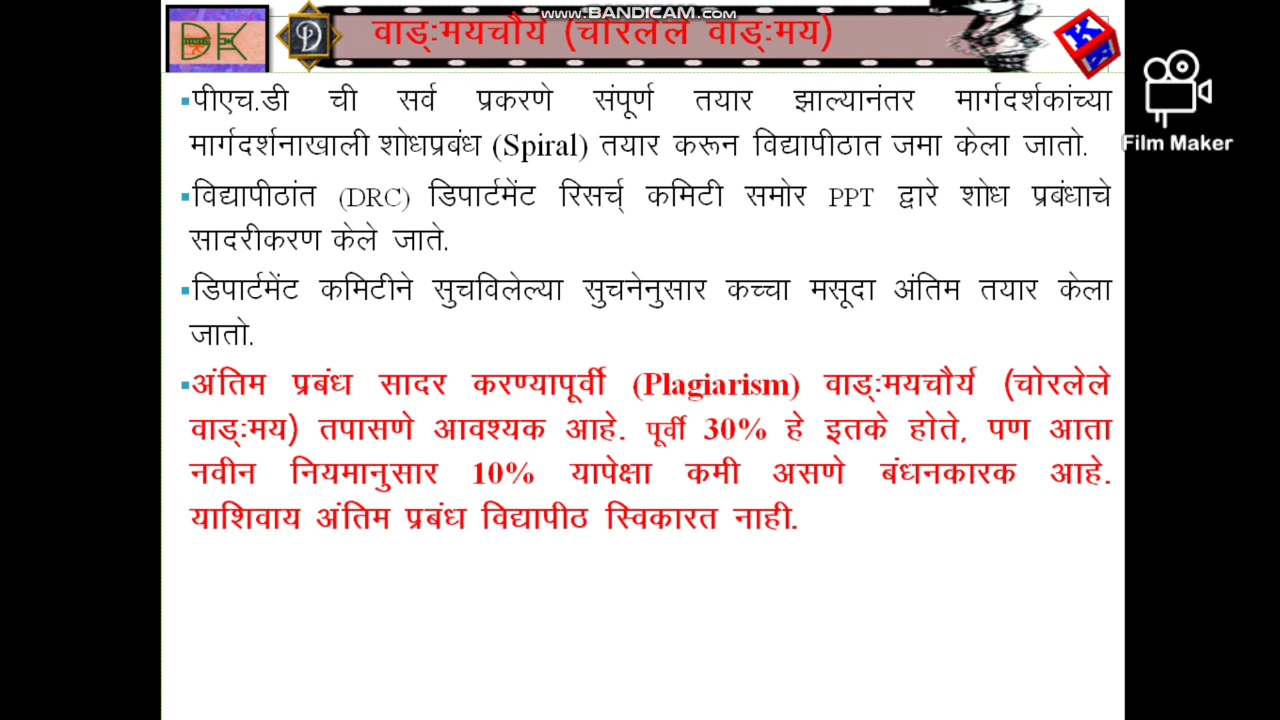 www.BANDICAM.com
वाङ्:मयचौर्य (चोरलेले वाङ्:मय)
DK
Film Maker
▪पीएच.डी ची सर्व प्रकरणे संपूर्ण तयार झाल्यानंतर मार्गदर्शकांच्या
मार्गदर्शनाखाली शोधप्रबंध (Spiral) तयार करून विद्यापीठात जमा केला जातो.
▪विद्यापीठांत (DRC) डिपार्टमेंट रिसर्च् कमिटी समोर PPT द्वारे शोध प्रबंधाचे
सादरीकरण केले जाते.
▪डिपार्टमेंट कमिटीने सुचविलेल्या सुचनेनुसार कच्चा मसूदा अंतिम तयार केला
जातो.
▪अंतिम प्रबंध सादर करण्यापूर्वी (Plagiarism) वाङ्:मयचौर्य (चोरलेले
वाङ्:मय) तपासणे आवश्यक आहे. पूर्वी 30% हे इतके होते, पण आता
नवीन नियमानुसार 10% यापेक्षा कमी असणे बंधनकारक आहे.
याशिवाय अंतिम प्रबंध विद्यापीठ स्विकारत नाही.